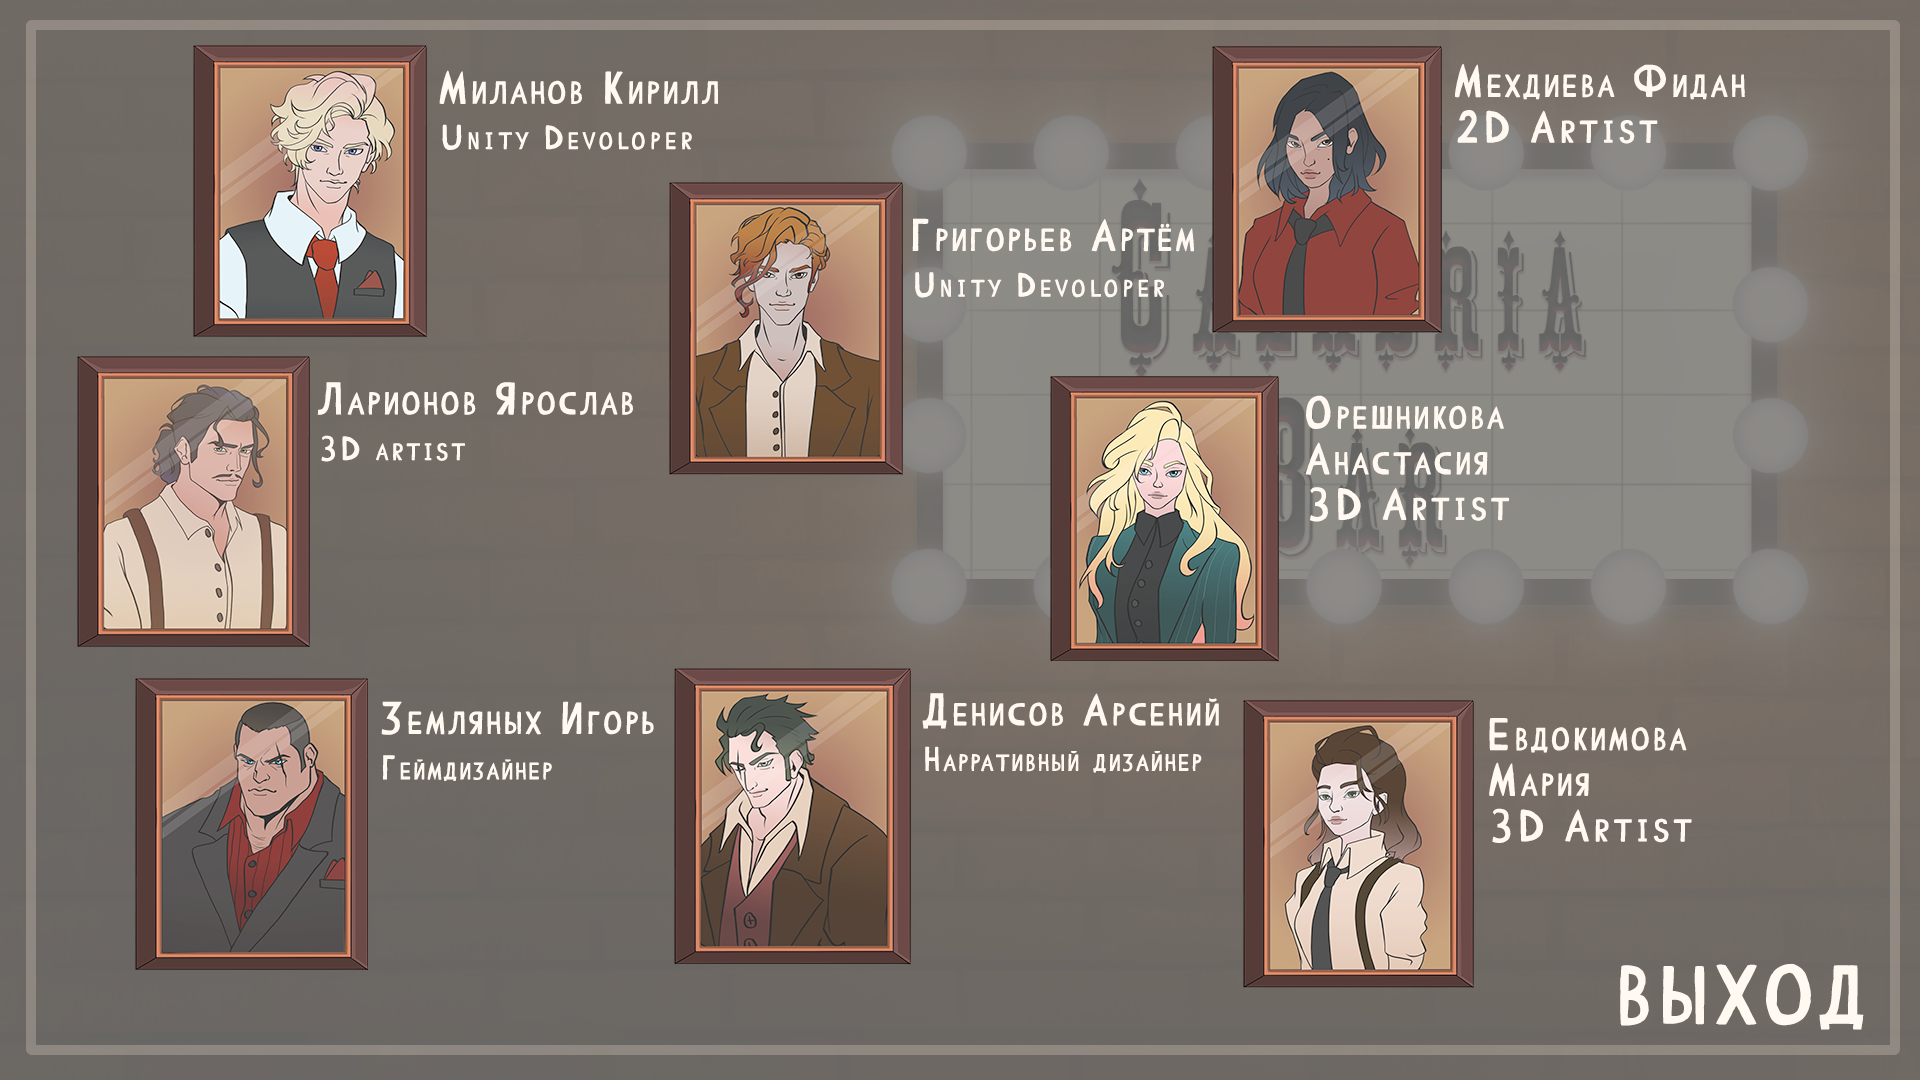 Миланов Кирилл
Unity Devoloper
Мехдиева Фидан
2D Artist
Григорьев Артём
Unity Devoloper
Ларионов Ярослав
3D artist
Орешникова
Анастасия
3D Artist
Земляных Игорь
Геймдизайнер
Денисов Арсений
Нарративный дизайнер
Евдокимова
Мария
3D Artist
Bar
ВЫХОД